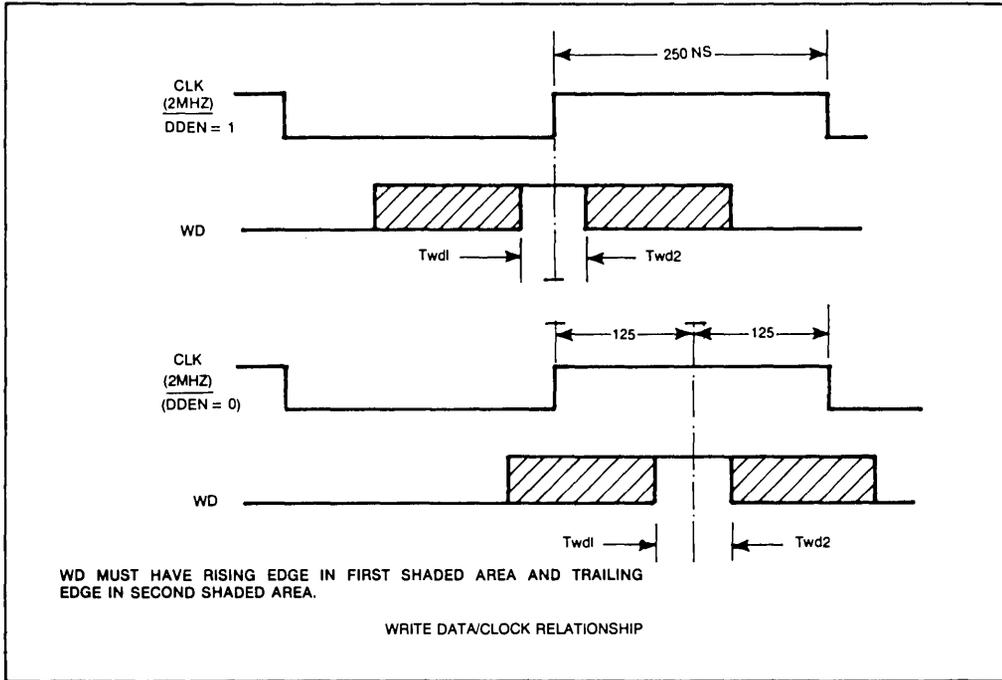 250 NS
CLK
(2MHZ)
DDEN = 1
WD
Twdl
Twd2
125
125
CLK
(2MHZ)
(DDEN = 0)
WD
Twdl
Twd2
WD MUST HAVE RISING EDGE IN FIRST SHADED AREA AND TRAILING
EDGE IN SECOND SHADED AREA.
WRITE DATA/CLOCK RELATIONSHIP